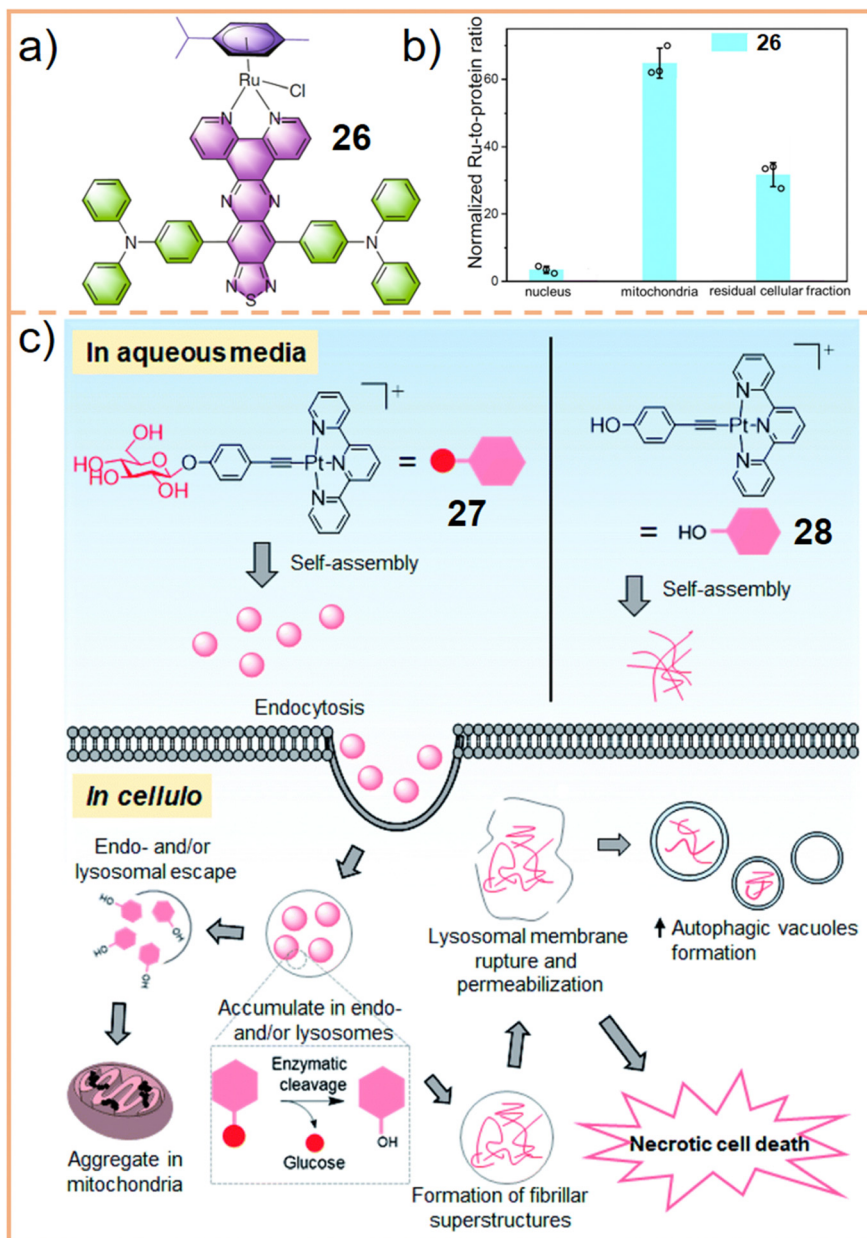 a)
Ru
Cl
N
N
26
N
N
N
N
N
N
S
b)
26
Normalized Ru-to-protein ratio
60
40
20
0
nucleus
mitochondria
residual cellular fraction
c)
In aqueous media
+
OH
HO
HO
OH
O
O
OH
N
Pt
N
N
=
27
Self-assembly
+
HO
N
Pt
N
N
= HO
28
Self-assembly
Endocytosis
In cellulo
Endo- and/or
lysosomal escape
HO
OH
HO
OH
Aggregate in
mitochondria
Accumulate in endo-
and/or lysosomes
Enzymatic
cleavage
Glucose
OH
Formation of fibrillar
superstructures
Lysosomal membrane
rupture and
permeabilization
Autophagic vacuoles
formation
Necrotic cell death